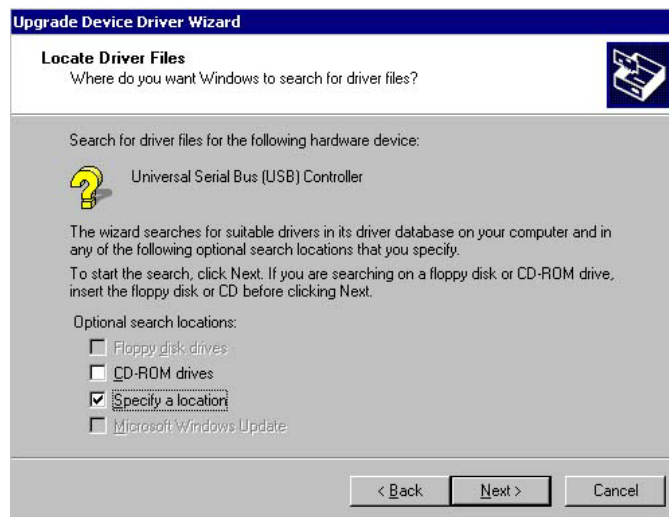 Upgrade Device Driver Wizard
Locate Driver Files
Where do you want Windows to search for driver files?
Search for driver files for the following hardware device:
Universal Serial Bus (USB) Controller
The wizard searches for suitable drivers in its driver database on your computer and in
any of the following optional search locations that you specify.
To start the search, click Next. If you are searching on a floppy disk or CD-ROM drive,
insert the floppy disk or CD before clicking Next.
Optional search locations:
Floppy disk drives
CD-ROM drives
Specify a location
Microsoft Windows Update
< Back Next > Cancel